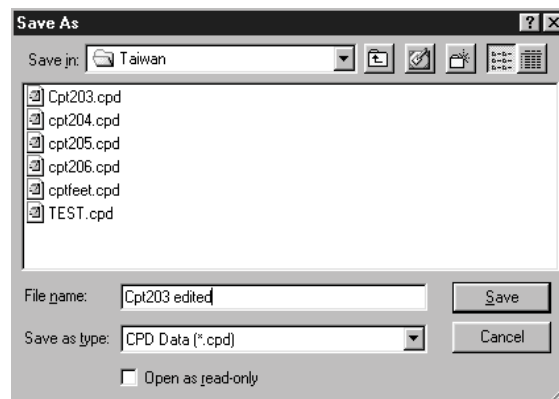 Save As
Save in: Taiwan
Cpt203.cpd
cpt204.cpd
cpt205.cpd
cpt206.cpd
cptfeet.cpd
TEST.cpd
File name: Cpt203 edited Save
Save as type: CPD Data (*.cpd) Cancel
Open as read-only